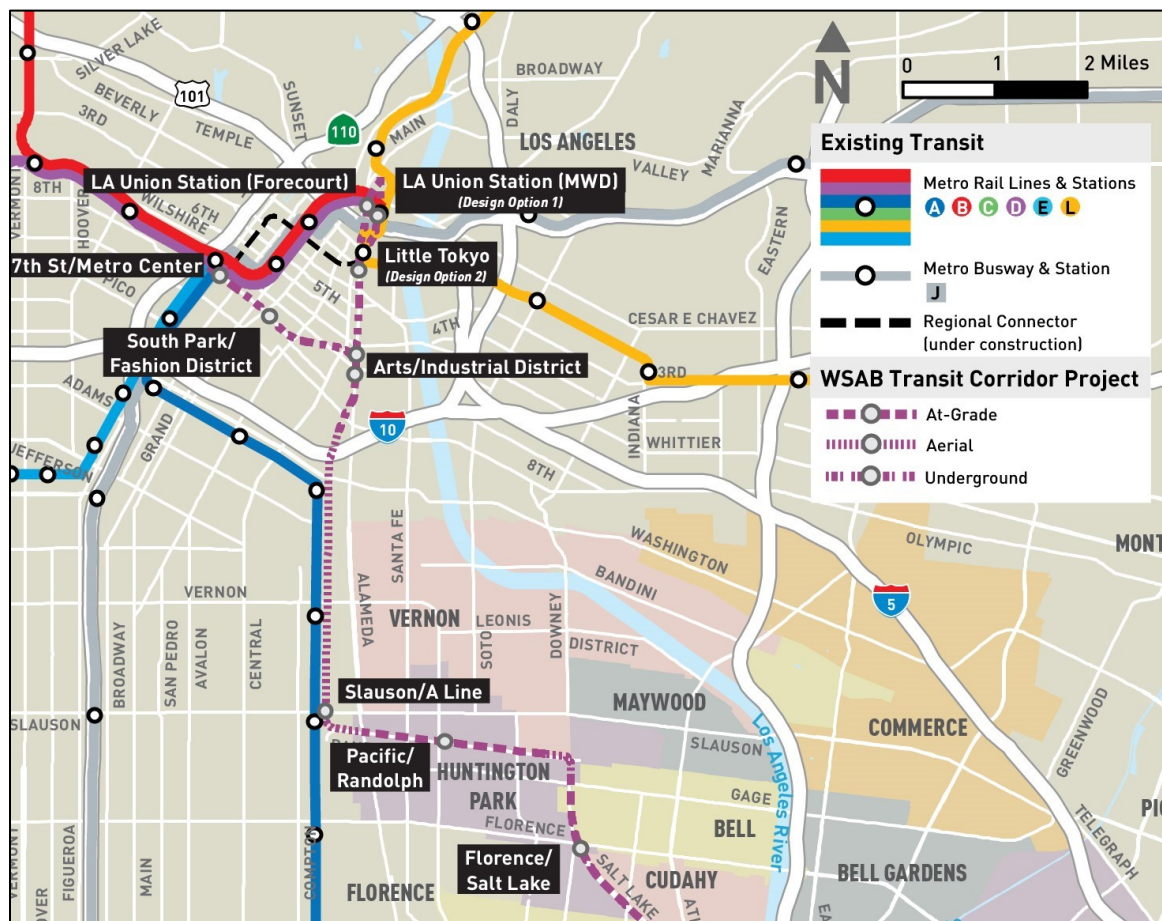 SILVER LAKE
BEVERLY
3RD
TEMPLE
101
SUNSET
110
MAIN
BROADWAY
DALY
LOS ANGELES
VALLEY
MARIANNA
EASTERN
N
0 1 2 Miles
Existing Transit
Metro Rail Lines & Stations
A B C D E L
Metro Busway & Station
J
Regional Connector
(under construction)
WSAB Transit Corridor Project
At-Grade
Aerial
Underground
LA Union Station (Forecourt)
LA Union Station (MWD)
(Design Option 1)
VERMONT
8TH
HOOVER
WILSHIRE
6TH
7th St/Metro Center
Little Tokyo
(Design Option 2)
PICO
5TH
4TH
CESAR E CHAVEZ
South Park/
Fashion District
Arts/Industrial District
3RD
ADAMS
GRAND
JEFFERSON
10
INDIANA
WHITTIER
8TH
SANTA FE
WASHINGTON
OLYMPIC
MONT
BANDINI
5
VERNON
ALAMEDA
VERNON
LEONIS
SOTO
DOWNEY
DISTRICT
BROADWAY
SAN PEDRO
AVALON
CENTRAL
Slauson/A Line
MAYWOOD
COMMERCE
GREENWOOD
SLAUSON
SLAUSON
Los Angeles River
Pacific/
Randolph
HUNTINGTON
PARK
GAGE
FLORENCE
BELL
TELEGRAPH
PIC
Florence/
Salt Lake
SALT LAKE
CUDAHY
BELL GARDENS
VERMONT
OVER
FIGUEROA
MAIN
COMPTON
FLORENCE
ATL
EA